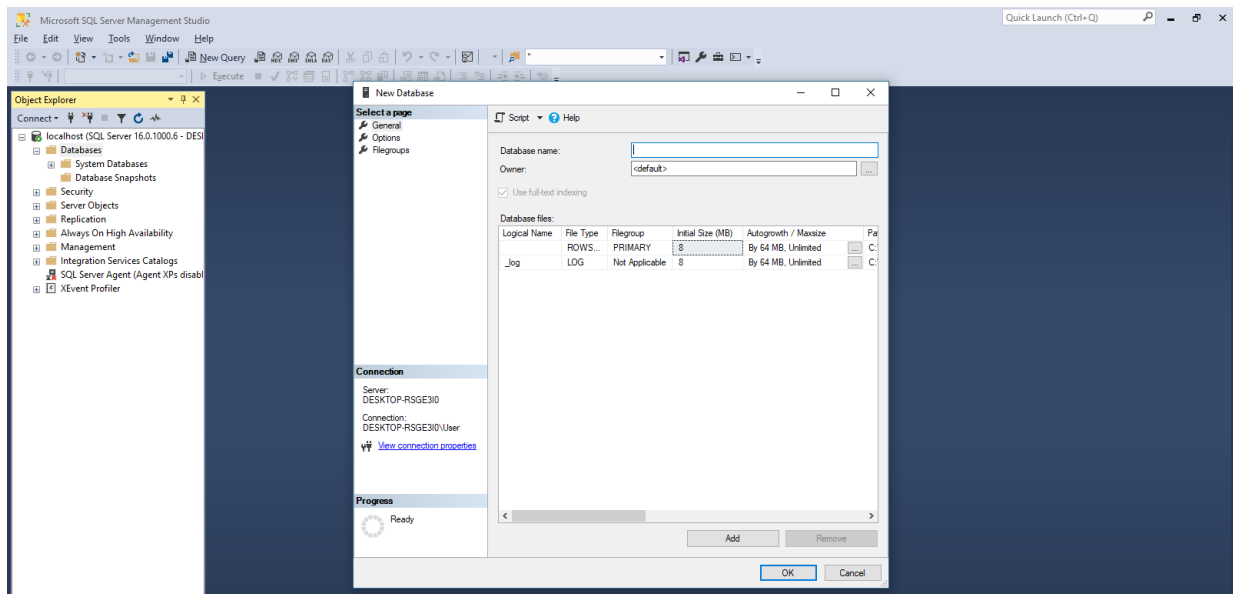 Microsoft SQL Server Management Studio
Quick Launch (Ctrl+Q)
File Edit View Tools Window Help
New Query
Execute
Object Explorer
Connect
localhost (SQL Server 16.0.1000.6 - DESI
Databases
System Databases
Database Snapshots
Security
Server Objects
Replication
Always On High Availability
Management
Integration Services Catalogs
SQL Server Agent (Agent XPs disabl
XEvent Profiler
New Database
Select a page
General
Options
Filegroups
Connection
Server:
DESKTOP-RSGE3I0
Connection:
DESKTOP-RSGE3I0\User
View connection properties
Progress
Ready
Script Help
Database name:
Owner: <default> ...
Use full-text indexing
Database files:
Logical Name File Type Filegroup Initial Size (MB) Autogrowth / Maxsize Pa
ROWS... PRIMARY 8 By 64 MB, Unlimited ... C:
_log LOG Not Applicable 8 By 64 MB, Unlimited ... C:
Add Remove
OK Cancel